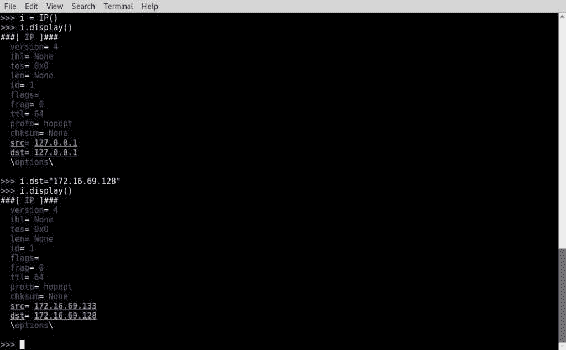 File Edit View Search Terminal Help
>>> i = IP()
>>> i.display()
###[ IP ]###
version= 4
ihl= None
tos= 0x0
len= None
id= 1
flags=
frag= 0
ttl= 64
proto= hopopt
chksum= None
src= 127.0.0.1
dst= 127.0.0.1
\options\
>>> i.dst="172.16.69.128"
>>> i.display()
###[ IP ]###
version= 4
ihl= None
tos= 0x0
len= None
id= 1
flags=
frag= 0
ttl= 64
proto= hopopt
chksum= None
src= 172.16.69.133
dst= 172.16.69.128
\options\
>>>